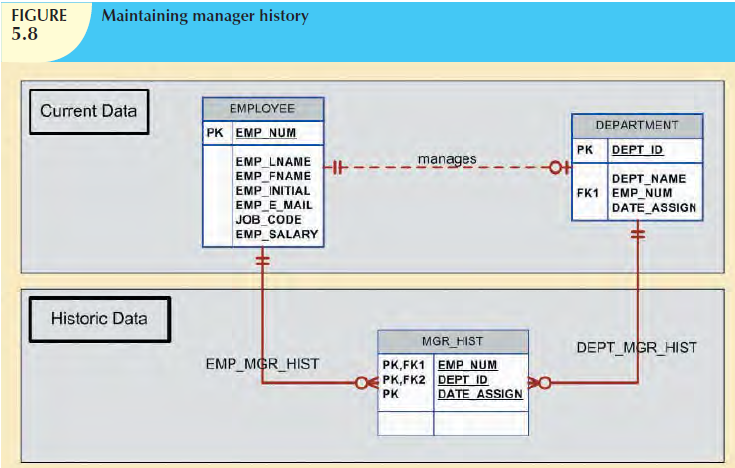 FIGURE 5.8
Maintaining manager history
Current Data
EMPLOYEE
PK EMP_NUM
EMP_LNAME
EMP_FNAME
EMP_INITIAL
EMP_E_MAIL
JOB_CODE
EMP_SALARY
manages
DEPARTMENT
PK DEPT_ID
DEPT_NAME
FK1 EMP_NUM
DATE_ASSIGN
Historic Data
EMP_MGR_HIST
MGR_HIST
PK,FK1 EMP_NUM
PK,FK2 DEPT_ID
PK DATE_ASSIGN
DEPT_MGR_HIST